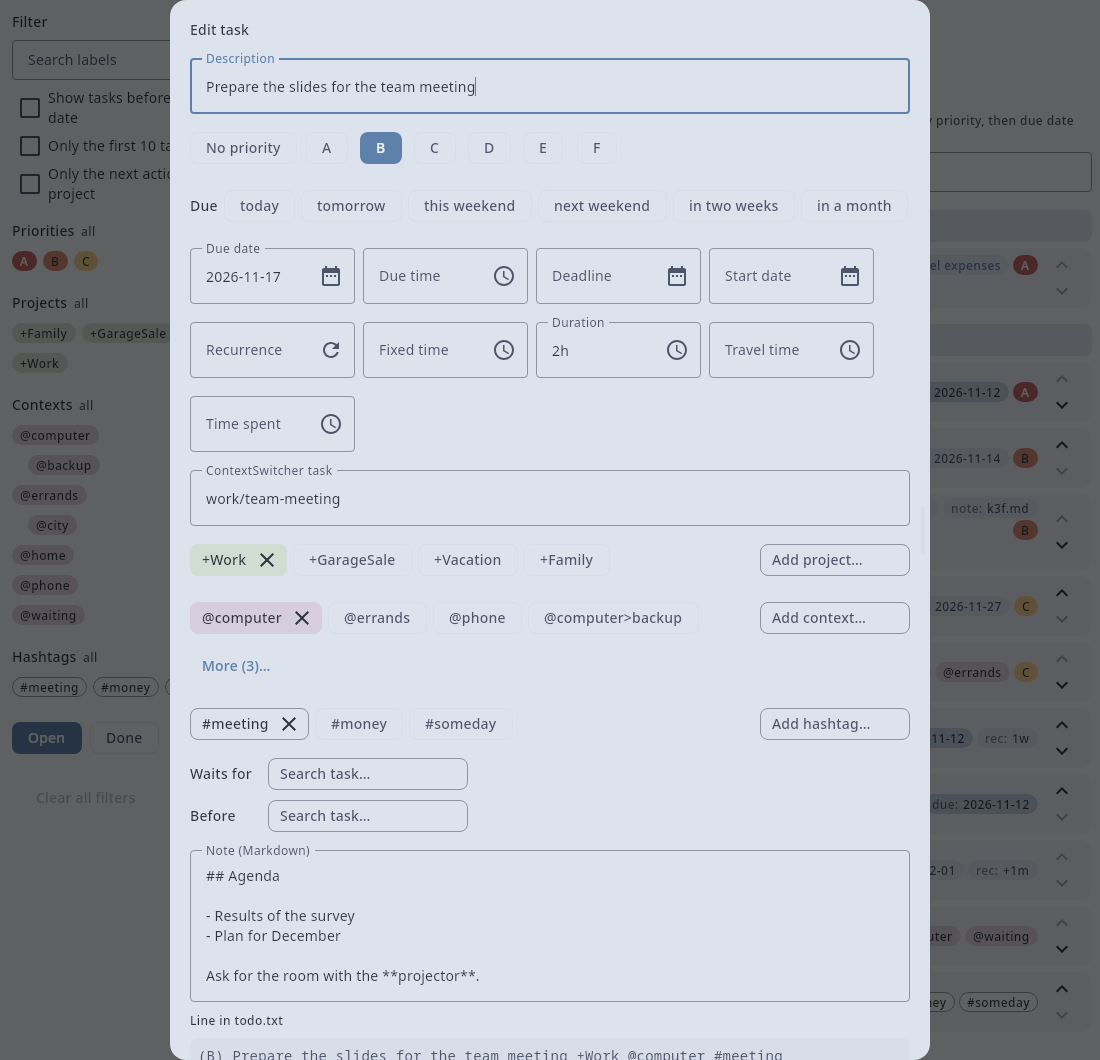 Filter
Search labels
Show tasks before
date
Only the first 10
Only the next
project
Priorities all
A B C
Projects all
+Family +GarageSale
+Work
Contexts all
@computer
@backup
@errands
@city
@home
@phone
@waiting
Hashtags all
#meeting #money
Open Done
Clear all filters
Edit task
Description
Prepare the slides for the team meeting
No priority A B C D E F
Due today tomorrow this weekend next weekend in two weeks in a month
Due date
2026-11-17 Due time Deadline Start date
Duration
Recurrence Fixed time 2h Travel time
Time spent
ContextSwitcher task
work/team-meeting
+Work +GarageSale +Vacation +Family Add project...
@computer @errands @phone @computer>backup Add context...
More (3)...
#meeting #money #someday Add hashtag...
Waits for Search task...
Before Search task...
Note (Markdown)
## Agenda
- Results of the survey
- Plan for December
Ask for the room with the **projector**.
Line in todo.txt
(B) Prepare the slides for the team meeting +Work @computer #meeting
priority, then due date
expenses A
2026-11-12 A
2026-11-14 B
note: k3f.md
B
2026-11-27 C
@errands C
11-12 rec: 1w
due: 2026-11-12
-01 rec: +1m
@waiting
#someday